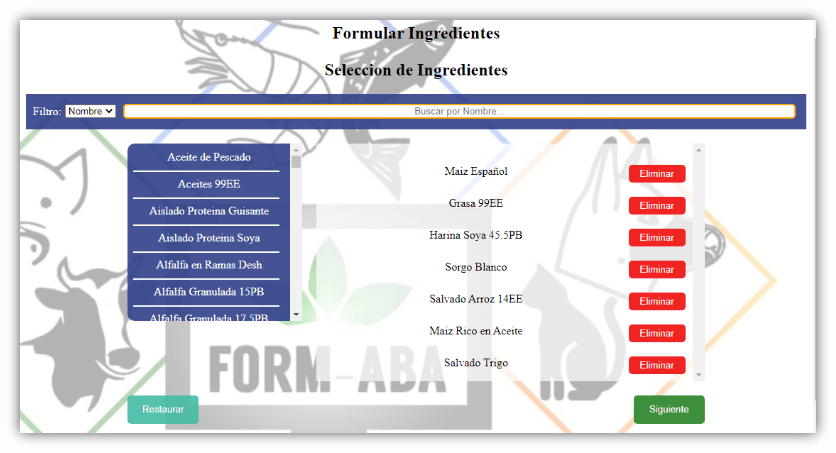 Formular Ingredientes
Seleccion de Ingredientes
Filtro: Nombre Buscar por Nombre...
Aceite de Pescado
Aceites 99EE
Aislado Proteina Guisante
Aislado Proteina Soya
Alfalfa en Ramas Desh
Alfalfa Granulada 15PB
Alfalfa Granulada 17.5PB
Maiz Español Eliminar
Grasa 99EE Eliminar
Harina Soya 45.5PB Eliminar
Sorgo Blanco Eliminar
Salvado Arroz 14EE Eliminar
Maiz Rico en Aceite Eliminar
Salvado Trigo Eliminar
FORM-ABA
Restaurar Siguiente